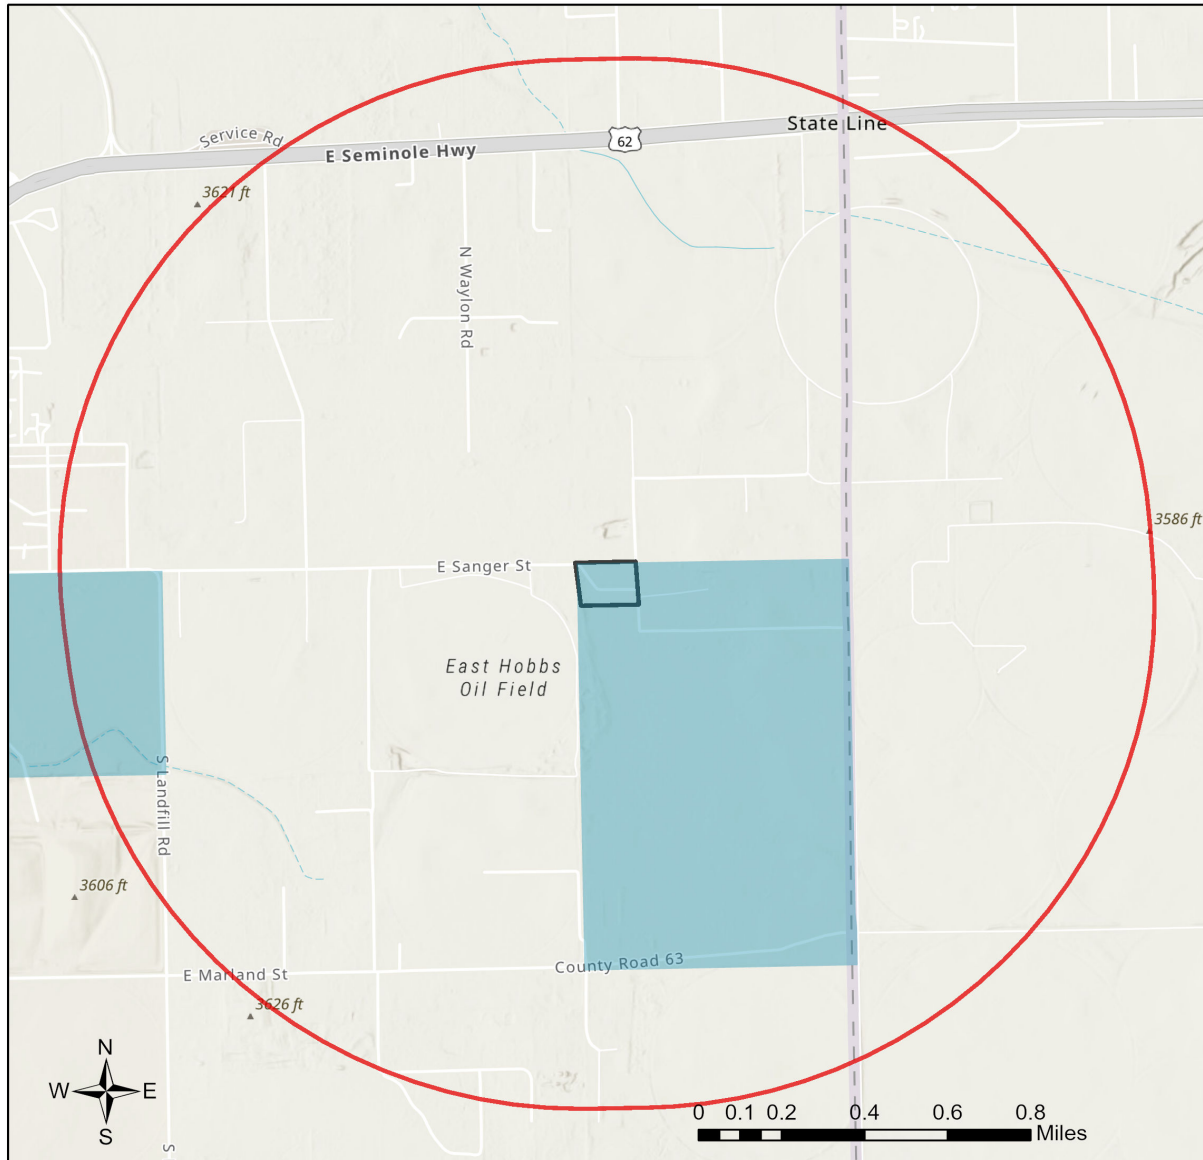 Service Rd
E Seminole Hwy
62
State Line
3621 ft
N Waylon Rd
3586 ft
E Sanger St
East Hobbs
Oil Field
S Landfill Rd
3606 ft
E Marland St
County Road 63
3626 ft
N
W E
S
S
0 0.1 0.2 0.4 0.6 0.8
Miles